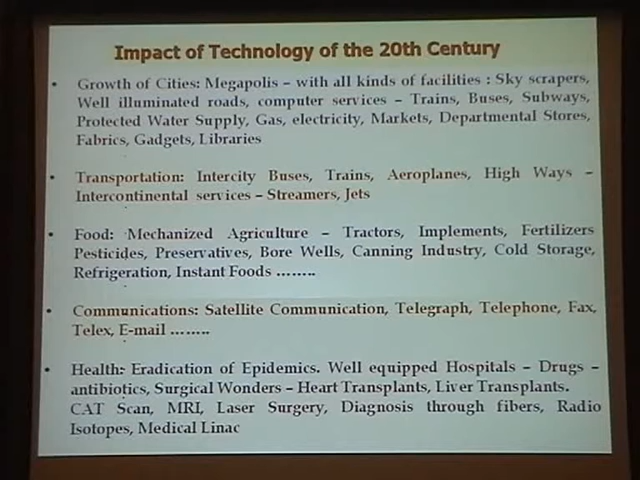 Impact of Technology of the 20th Century
• Growth of Cities: Megapolis – with all kinds of facilities : Sky scrapers,
Well illuminated roads, computer services – Trains, Buses, Subways,
Protected Water Supply, Gas, electricity, Markets, Departmental Stores,
Fabrics, Gadgets, Libraries
• Transportation: Intercity Buses, Trains, Aeroplanes, High Ways –
Intercontinental services – Streamers, Jets
• Food: Mechanized Agriculture – Tractors, Implements, Fertilizers
Pesticides, Preservatives, Bore Wells, Canning Industry, Cold Storage,
Refrigeration, Instant Foods ........
• Communications: Satellite Communication, Telegraph, Telephone, Fax,
Telex, E-mail ........
• Health: Eradication of Epidemics. Well equipped Hospitals – Drugs –
antibiotics, Surgical Wonders – Heart Transplants, Liver Transplants.
CAT Scan, MRI, Laser Surgery, Diagnosis through fibers, Radio
Isotopes, Medical Linac